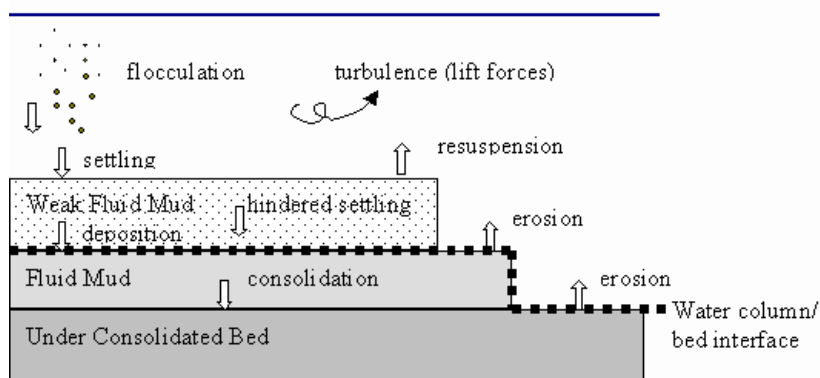 flocculation
turbulence (lift forces)
settling
resuspension
Weak Fluid Mud
hindered settling
deposition
erosion
Fluid Mud
consolidation
erosion
Water column/
bed interface
Under Consolidated Bed